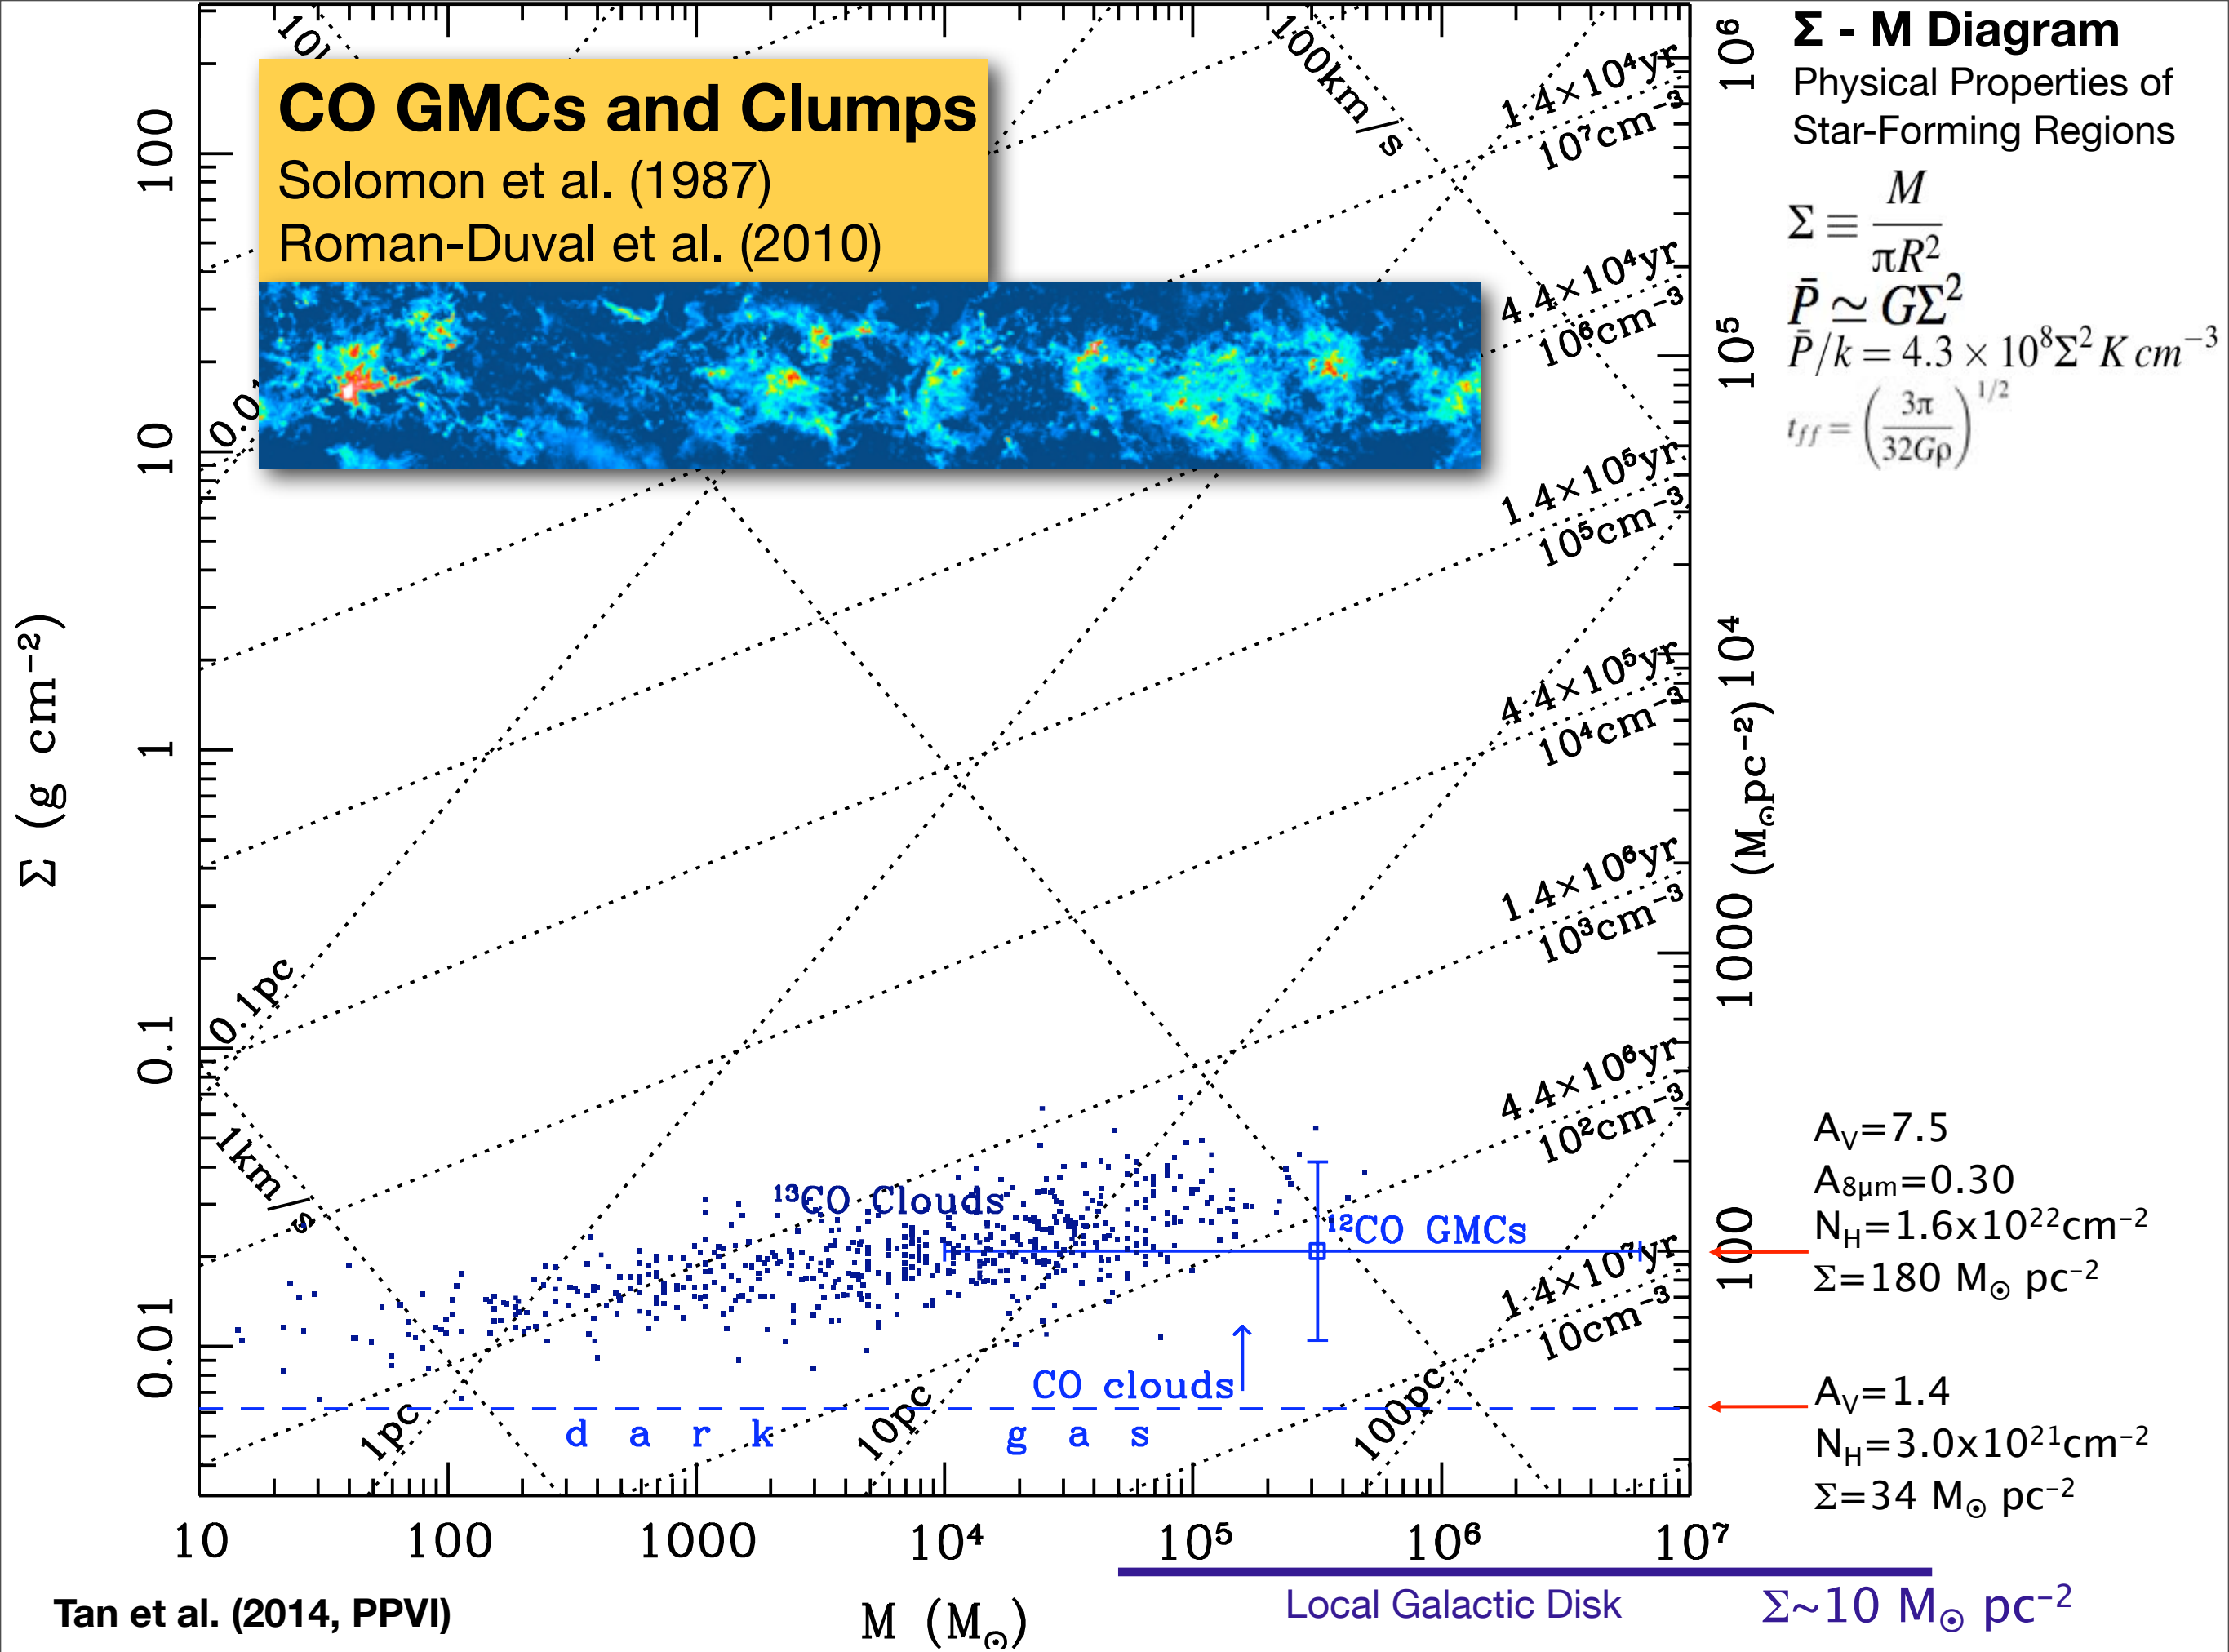 CO GMCs and Clumps
Solomon et al. (1987)
Roman-Duval et al. (2010)
Σ - M Diagram
Physical Properties of
Star-Forming Regions
Σ ≡ M / πR²
P̄ ≃ GΣ²
P̄/k = 4.3 × 10⁸Σ² K cm⁻³
t_ff = (3π / 32Gρ)^1/2
100km/s
1.4×10⁴yr
10⁷cm⁻³
4.4×10⁴yr
10⁶cm⁻³
1.4×10⁵yr
10⁵cm⁻³
4.4×10⁵yr
10⁴cm⁻³
1.4×10⁶yr
10³cm⁻³
4.4×10⁶yr
10²cm⁻³
1.4×10⁷yr
10cm⁻³
0.1pc
1km/s
1pc
10pc
100pc
¹³CO Clouds
¹²CO GMCs
CO clouds
dark gas
Σ (g cm⁻²)
100
10
1
0.1
0.01
10⁶
10⁵
10⁴
(M⊙pc⁻²)
1000
100
A_V=7.5
A_8μm=0.30
N_H=1.6x10²²cm⁻²
Σ=180 M⊙ pc⁻²
A_V=1.4
N_H=3.0x10²¹cm⁻²
Σ=34 M⊙ pc⁻²
10 100 1000 10⁴ 10⁵ 10⁶ 10⁷
M (M⊙)
Local Galactic Disk
Σ~10 M⊙ pc⁻²
Tan et al. (2014, PPVI)